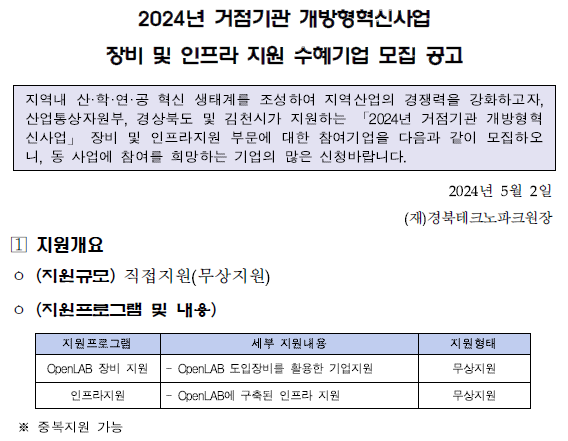 2024년 거점기관 개방형혁신사업
장비 및 인프라 지원 수혜기업 모집 공고
지역내 산·학·연·공 혁신 생태계를 조성하여 지역산업의 경쟁력을 강화하고자,
산업통상자원부, 경상북도 및 김천시가 지원하는 「2024년 거점기관 개방형혁
신사업」 장비 및 인프라지원 부문에 대한 참여기업을 다음과 같이 모집하오
니, 동 사업에 참여를 희망하는 기업의 많은 신청바랍니다.
2024년 5월 2일
(재)경북테크노파크원장
1 지원개요
ㅇ (지원규모) 직접지원(무상지원)
ㅇ (지원프로그램 및 내용)
지원프로그램 세부 지원내용 지원형태
OpenLAB 장비 지원 - OpenLAB 도입장비를 활용한 기업지원 무상지원
인프라지원 - OpenLAB에 구축된 인프라 지원 무상지원
※ 중복지원 가능